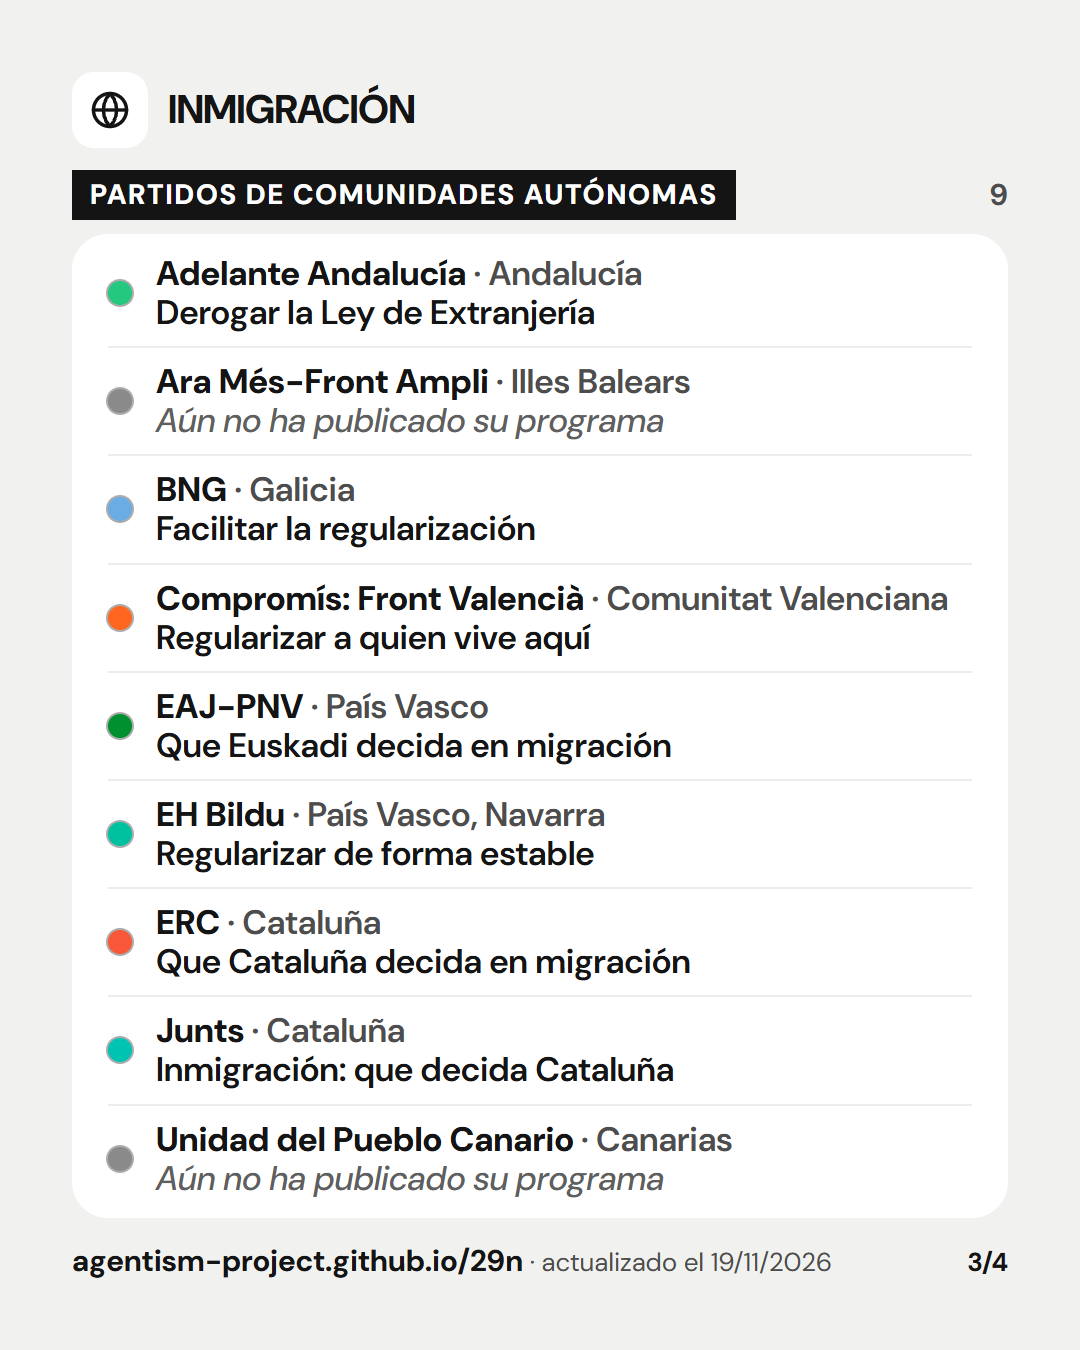 INMIGRACIÓN
PARTIDOS DE COMUNIDADES AUTÓNOMAS 9
Adelante Andalucía · Andalucía
Derogar la Ley de Extranjería
Ara Més-Front Ampli · Illes Balears
Aún no ha publicado su programa
BNG · Galicia
Facilitar la regularización
Compromís: Front Valencià · Comunitat Valenciana
Regularizar a quien vive aquí
EAJ-PNV · País Vasco
Que Euskadi decida en migración
EH Bildu · País Vasco, Navarra
Regularizar de forma estable
ERC · Cataluña
Que Cataluña decida en migración
Junts · Cataluña
Inmigración: que decida Cataluña
Unidad del Pueblo Canario · Canarias
Aún no ha publicado su programa
agentism-project.github.io/29n · actualizado el 19/11/2026 3/4